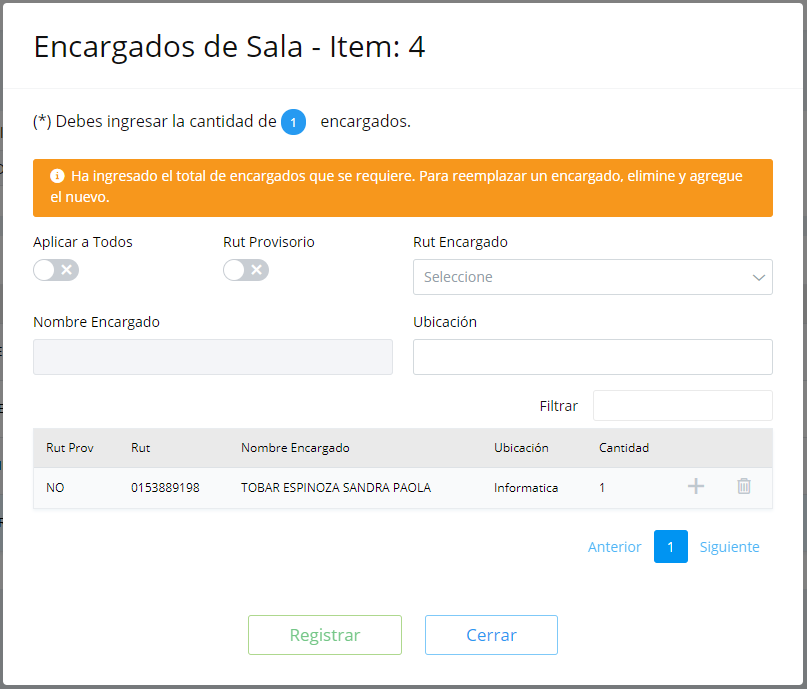 Encargados de Sala - Item: 4
(*) Debes ingresar la cantidad de 1 encargados.
Ha ingresado el total de encargados que se requiere. Para reemplazar un encargado, elimine y agregue
el nuevo.
Aplicar a Todos Rut Provisorio Rut Encargado
Seleccione
Nombre Encargado Ubicación
Filtrar
Rut Prov Rut Nombre Encargado Ubicación Cantidad
NO 0153889198 TOBAR ESPINOZA SANDRA PAOLA Informatica 1
Anterior 1 Siguiente
Registrar Cerrar